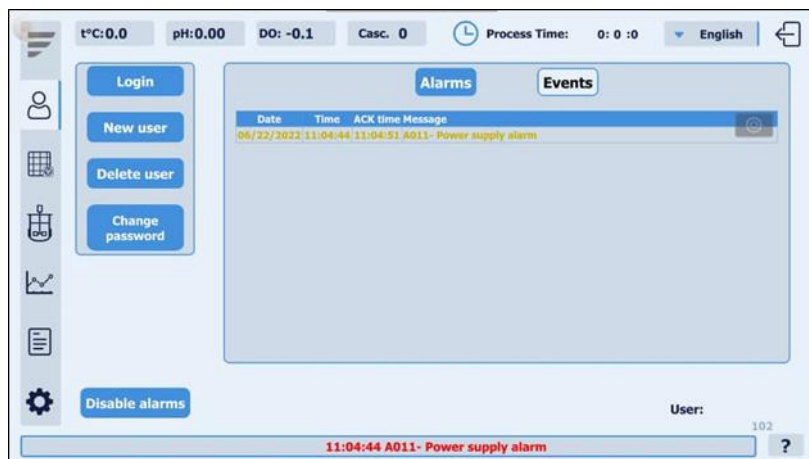 t°C:0.0 pH:0.00 DO: -0.1 Casc. 0 Process Time: 0: 0 :0 English
Login
New user
Delete user
Change
password
Alarms Events
Date Time ACK time Message
06/22/2022 11:04:44 11:04:51 A011- Power supply alarm
Disable alarms
User:
102
11:04:44 A011- Power supply alarm
?